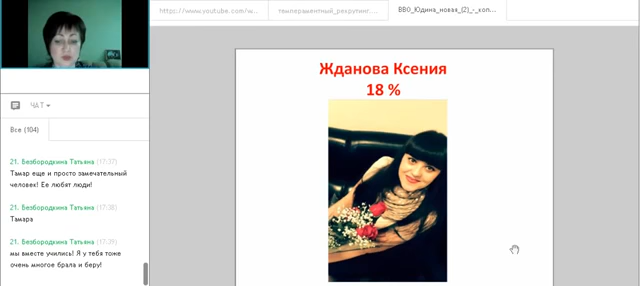 https://www.youtube.com/w...
ВВО_Юдина_новая_(2)_-_коп...
Жданова Ксения
18 %
ЧАТ
Все (104)
21. Безбородкина Татьяна (17:37)
Тамар еще и просто замечательный
человек! Ее любят люди!
21. Безбородкина Татьяна (17:38)
Тамара
21. Безбородкина Татьяна (17:39)
мы вместе учились! Я у тебя тоже
очень многое брала и беру!